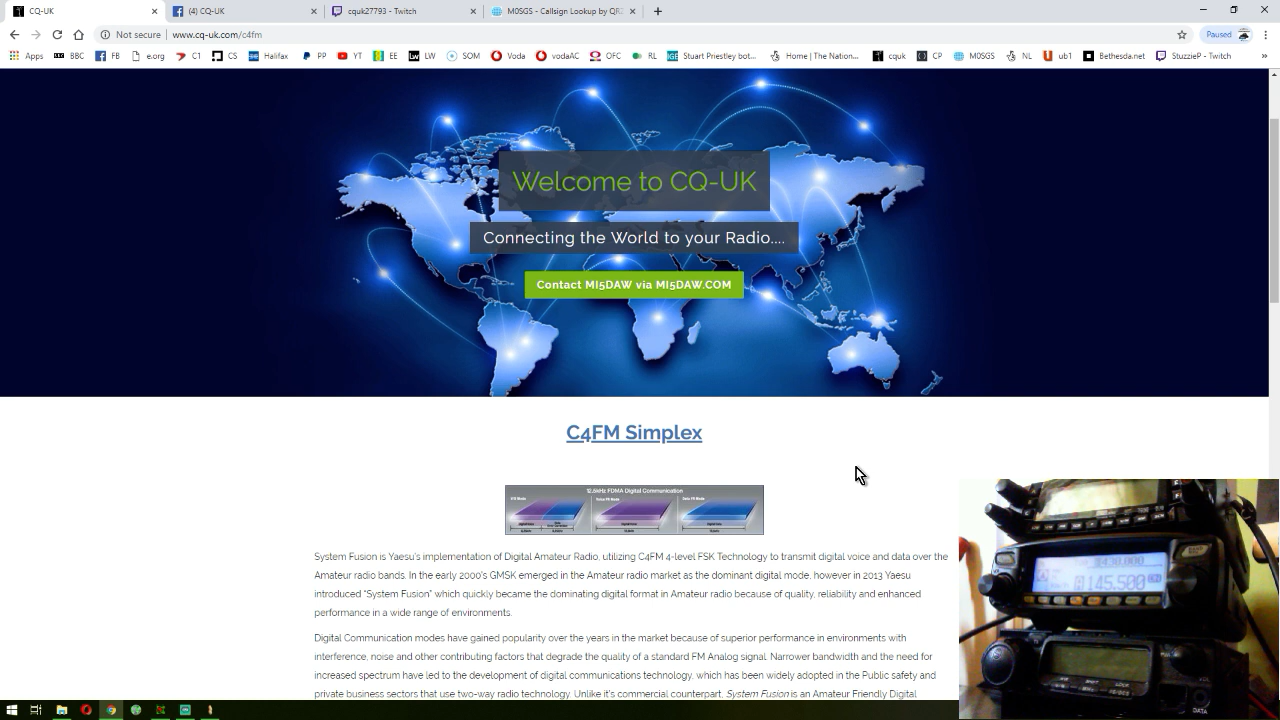 CQ-UK
(4) CQ-UK
cquk27793 - Twitch
M0SGS - Callsign Lookup by QRZ
Not secure
www.cq-uk.com/c4fm
Paused
Apps
BBC
FB
e.org
C1
CS
Halifax
PP
YT
EE
LW
SOM
Voda
vodaAC
OFC
RL
Stuart Priestley bot...
Home | The Nation...
cquk
CP
M0SGS
NL
ub1
Bethesda.net
StuzzieP - Twitch
Welcome to CQ-UK
Connecting the World to your Radio....
Contact MI5DAW via MI5DAW.COM
C4FM Simplex
12.5kHz FDMA Digital Communication
System Fusion is Yaesu's implementation of Digital Amateur Radio, utilizing C4FM 4-level FSK Technology to transmit digital voice and data over the
Amateur radio bands. In the early 2000's GMSK emerged in the Amateur radio market as the dominant digital mode, however in 2013 Yaesu
introduced "System Fusion" which quickly became the dominating digital format in Amateur radio because of quality, reliability and enhanced
performance in a wide range of environments.
Digital Communication modes have gained popularity over the years in the market because of superior performance in environments with
interference, noise and other contributing factors that degrade the quality of a standard FM Analog signal. Narrower bandwidth and the need for
increased spectrum have led to the development of digital communications technology, which has been widely adopted in the Public safety and
private business sectors that use two-way radio technology. Unlike it's commercial counterpart, System Fusion is an Amateur Friendly Digital
430.800
145.500
DATA